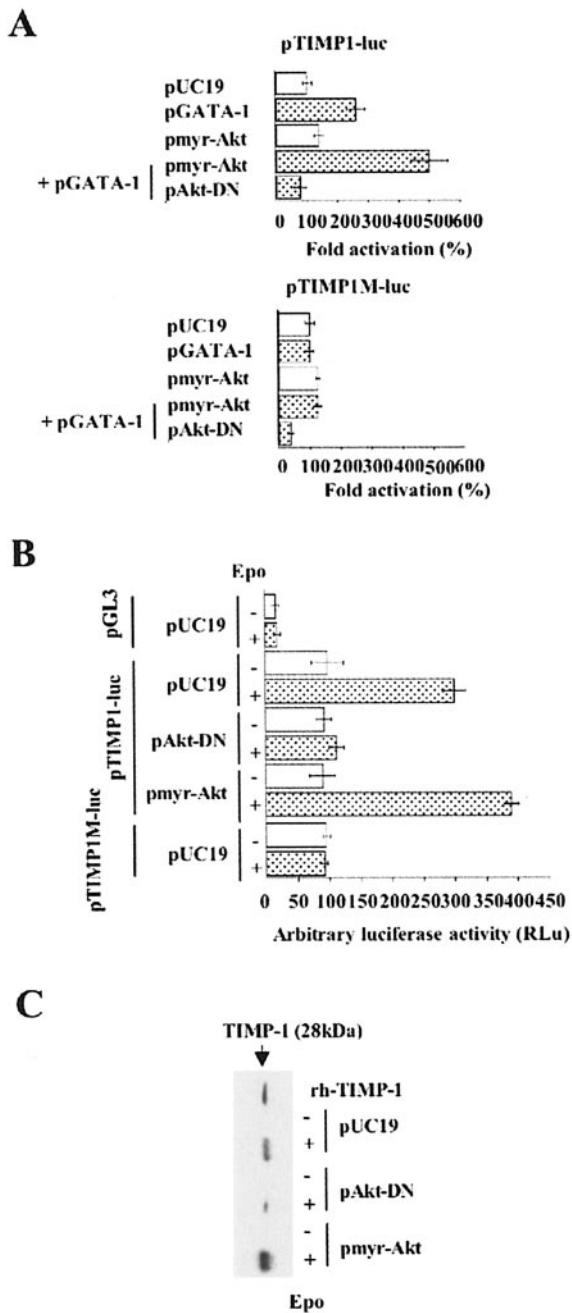 A
pTIMP1-luc
pUC19
pGATA-1
pmyr-Akt
pmyr-Akt
+ pGATA-1
pAkt-DN
0 100 200 300 400 500 600
Fold activation (%)
pTIMP1M-luc
pUC19
pGATA-1
pmyr-Akt
pmyr-Akt
+ pGATA-1
pAkt-DN
0 100 200 300 400 500 600
Fold activation (%)
B
Epo
pGL3
pUC19
-
+
pTIMP1-luc
pUC19
-
+
pAkt-DN
-
+
pmyr-Akt
-
+
pTIMP1M-luc
pUC19
-
+
0 50 100 150 200 250 300 350 400 450
Arbitrary luciferase activity (RLu)
C
TIMP-1 (28kDa)
rh-TIMP-1
-
+
pUC19
-
+
pAkt-DN
-
+
pmyr-Akt
Epo